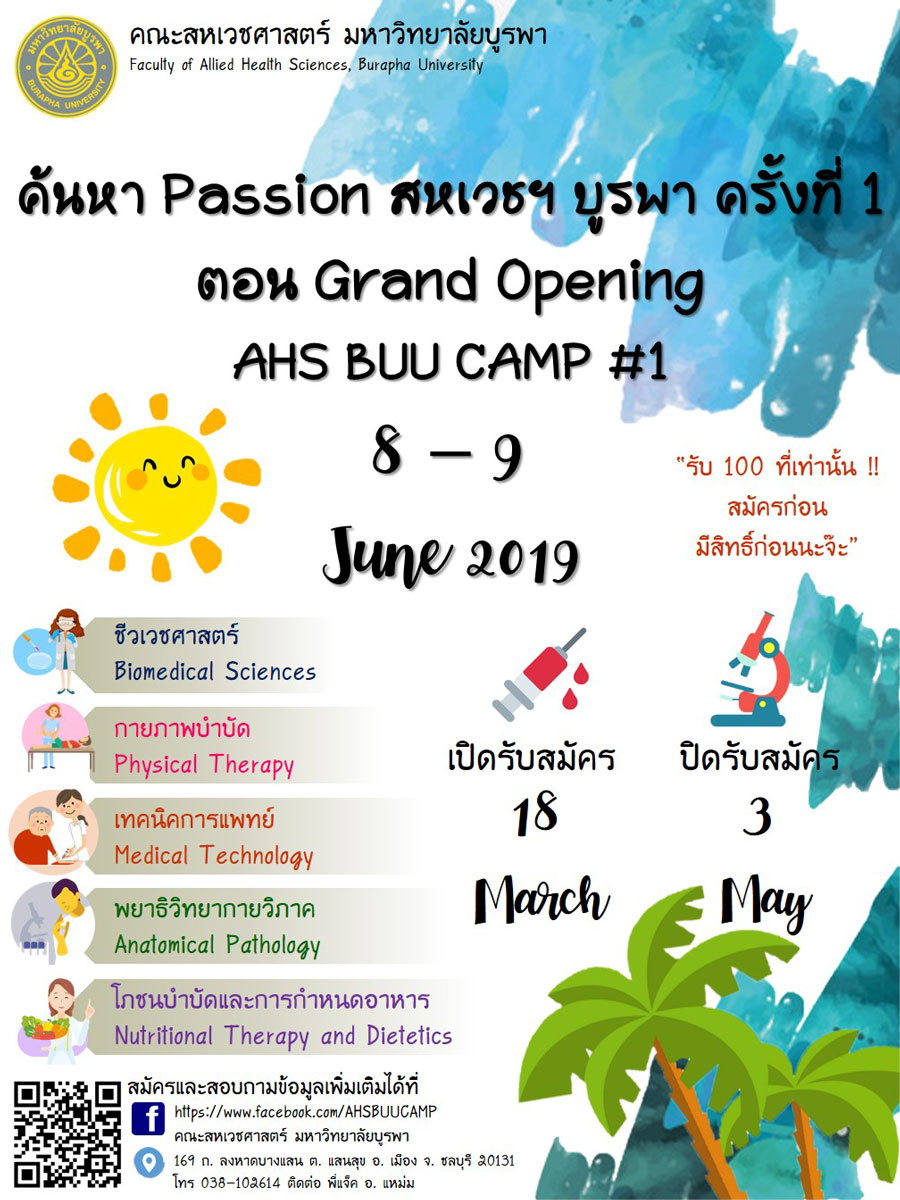 มหาวิทยาลัยบูรพา
BURAPHA UNIVERSITY
คณะสหเวชศาสตร์ มหาวิทยาลัยบูรพา
Faculty of Allied Health Sciences, Burapha University
ค้นหา Passion สหเวชฯ บูรพา ครั้งที่ 1
ตอน Grand Opening
AHS BUU CAMP #1
8 – 9
June 2019
"รับ 100 ที่เท่านั้น !!
สมัครก่อน
มีสิทธิ์ก่อนนะจ๊ะ"
ชีวเวชศาสตร์
Biomedical Sciences
กายภาพบำบัด
Physical Therapy
เทคนิคการแพทย์
Medical Technology
พยาธิวิทยากายวิภาค
Anatomical Pathology
โภชนบำบัดและการกำหนดอาหาร
Nutritional Therapy and Dietetics
เปิดรับสมัคร
18
March
ปิดรับสมัคร
3
May
สมัครและสอบถามข้อมูลเพิ่มเติมได้ที่
https://www.facebook.com/AHSBUUCAMP
คณะสหเวชศาสตร์ มหาวิทยาลัยบูรพา
169 ถ. ลงหาดบางแสน ต. แสนสุข อ. เมือง จ. ชลบุรี 20131
โทร 038-102614 ติดต่อ พี่แจ็ค อ. แหม่ม